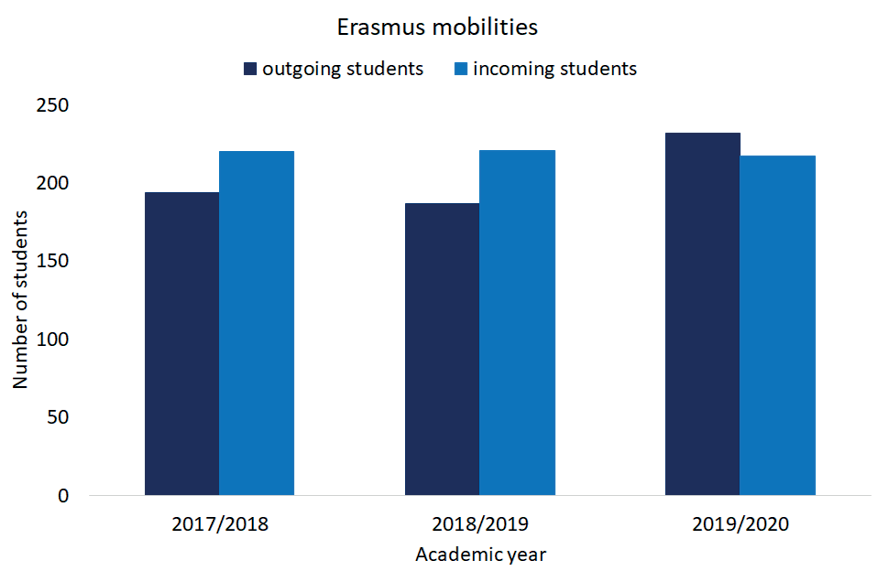 Erasmus mobilities
outgoing students incoming students
250
200
150
100
50
0
Number of students
2017/2018 2018/2019 2019/2020
Academic year